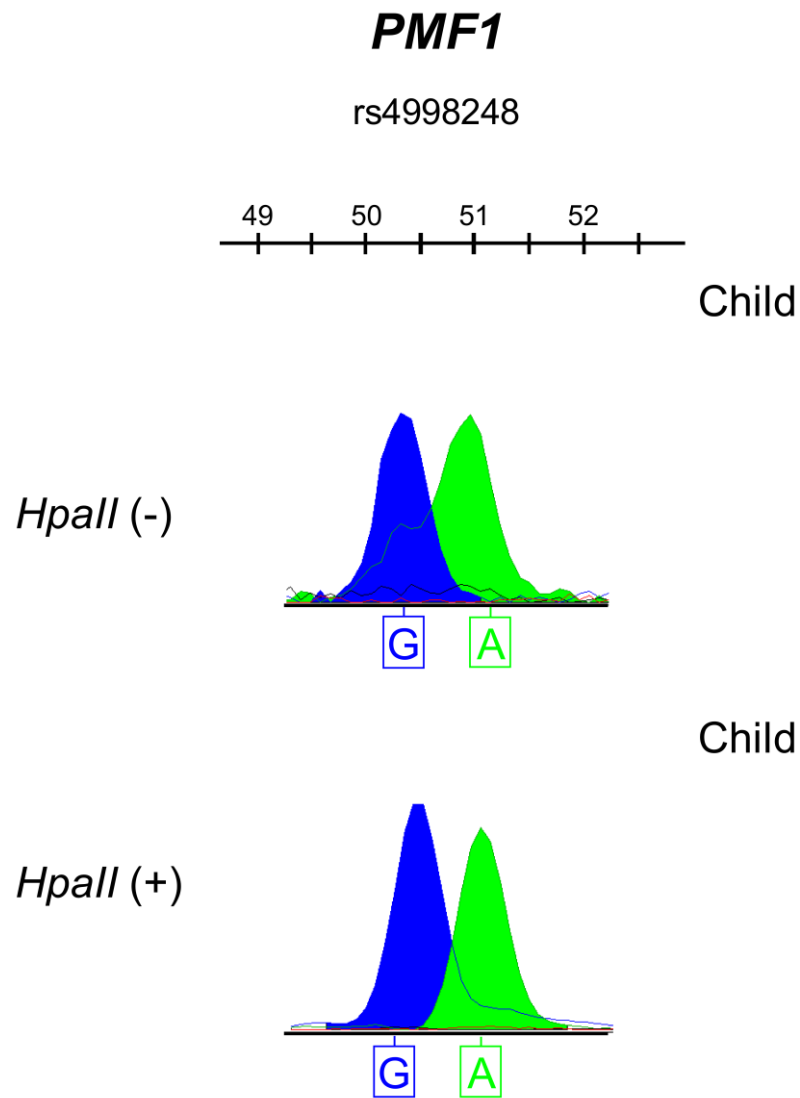 PMF1
rs4998248
49 50 51 52
Child
HpaII (-)
G A
Child
HpaII (+)
G A